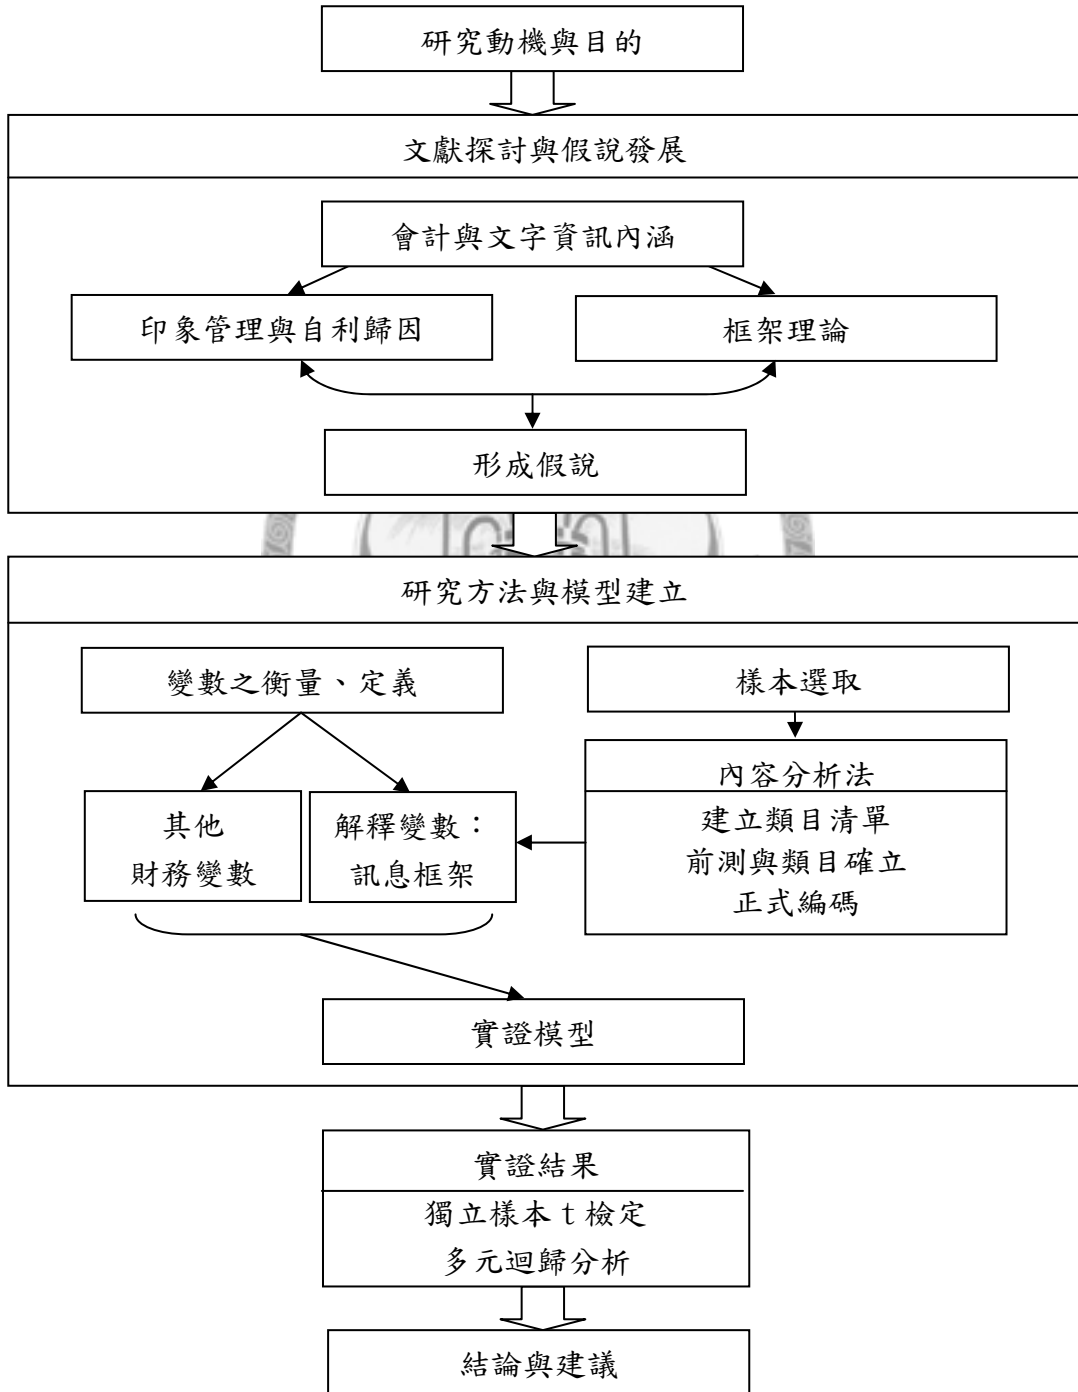 研究動機與目的
文獻探討與假說發展
會計與文字資訊內涵
印象管理與自利歸因
框架理論
形成假說
研究方法與模型建立
變數之衡量、定義
樣本選取
內容分析法
建立類目清單
前測與類目確立
正式編碼
其他
財務變數
解釋變數：
訊息框架
實證模型
實證結果
獨立樣本 t 檢定
多元迴歸分析
結論與建議